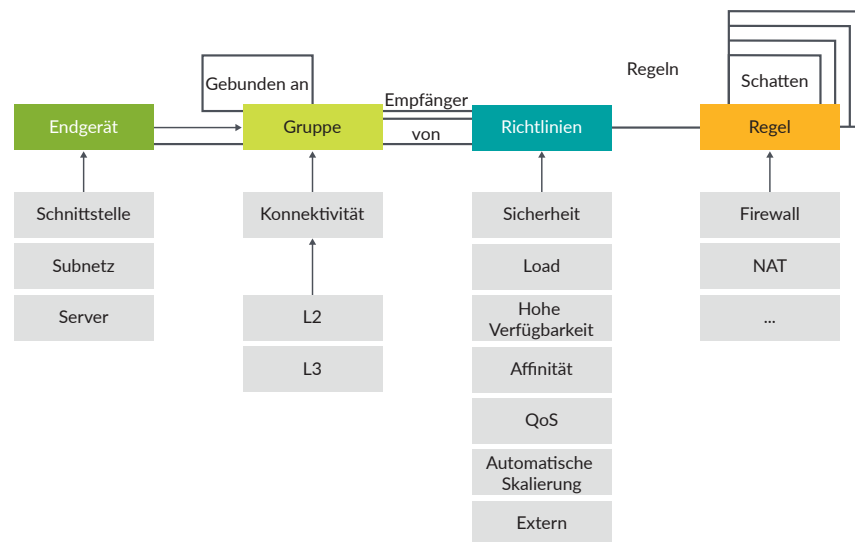 Regeln
Schatten
Gebunden an
Empfänger
von
Endgerät
Gruppe
Richtlinien
Regel
Schnittstelle
Subnetz
Server
Konnektivität
L2
L3
Sicherheit
Load
Hohe
Verfügbarkeit
Affinität
QoS
Automatische
Skalierung
Extern
Firewall
NAT
...